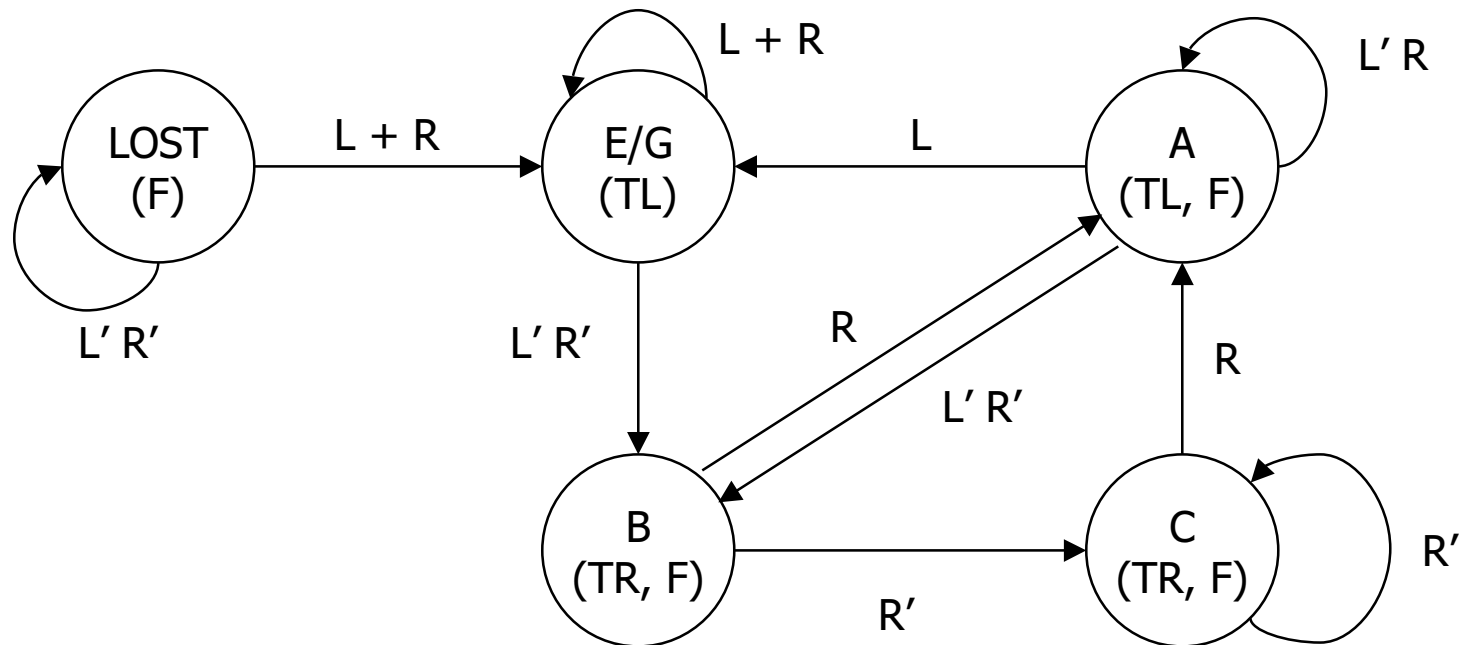 L + R
L’ R
LOST
(F)
L + R
E/G
(TL)
L
A
(TL, F)
L’ R’
L’ R’
R
L’ R’
R
B
(TR, F)
R’
C
(TR, F)
R’